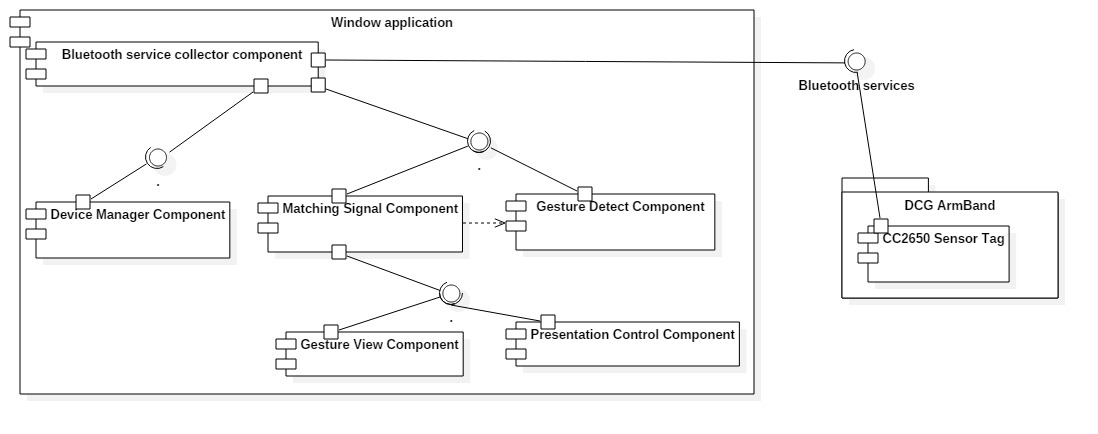 Window application
Bluetooth service collector component
Bluetooth services
.
.
Device Manager Component
Matching Signal Component
Gesture Detect Component
DCG ArmBand
CC2650 Sensor Tag
.
Gesture View Component
Presentation Control Component